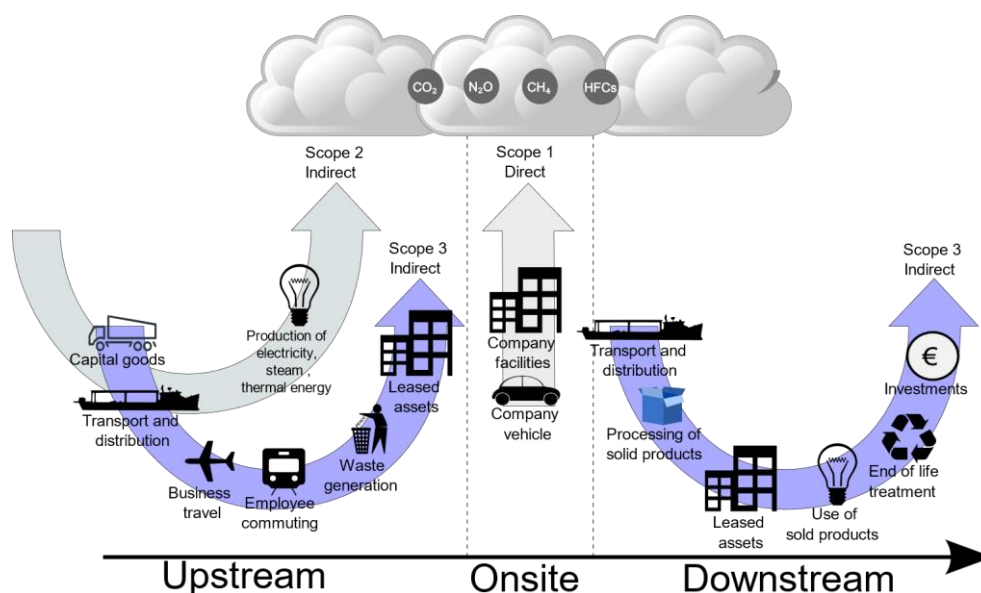 CO₂
N₂O
CH₄
HFCs
Scope 2
Indirect
Scope 1
Direct
Scope 3
Indirect
Scope 3
Indirect
Capital goods
Production of
electricity,
steam ,
thermal energy
Leased
assets
Transport and
distribution
Business
travel
Employee
commuting
Waste
generation
Company
facilities
Company
vehicle
Transport and
distribution
Processing of
solid products
Leased
assets
Use of
sold products
End of life
treatment
€
Investments
Upstream
Onsite
Downstream